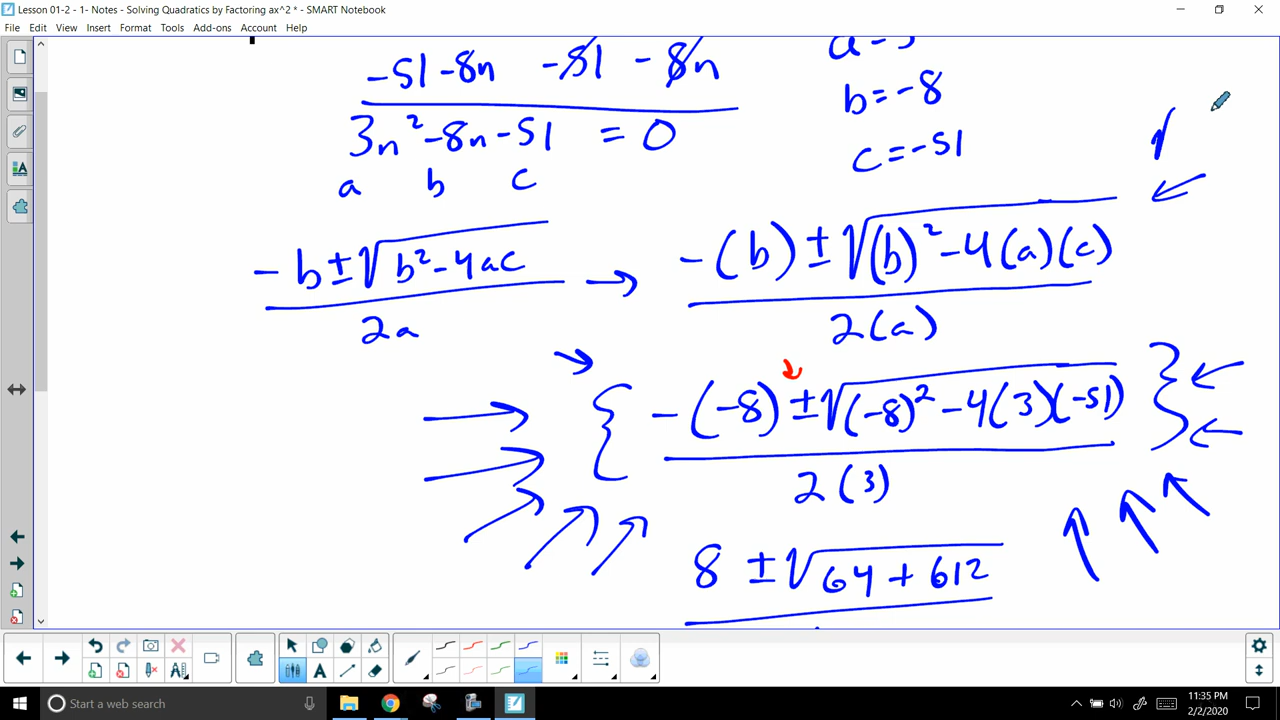 Lesson 01-2 - 1- Notes - Solving Quadratics by Factoring ax^2 * - SMART Notebook
File Edit View Insert Format Tools Add-ons Account Help
-51 -8n -51 -8n
3n² -8n -51 = 0
a b c
b = -8
c = -51
-b ± √(b² - 4ac)
2a
→
-(b) ± √((b)² - 4(a)(c))
2(a)
-(-8) ± √((-8)² - 4(3)(-51))
2(3)
8 ± √(64 + 612)
Start a web search
11:35 PM
2/2/2020